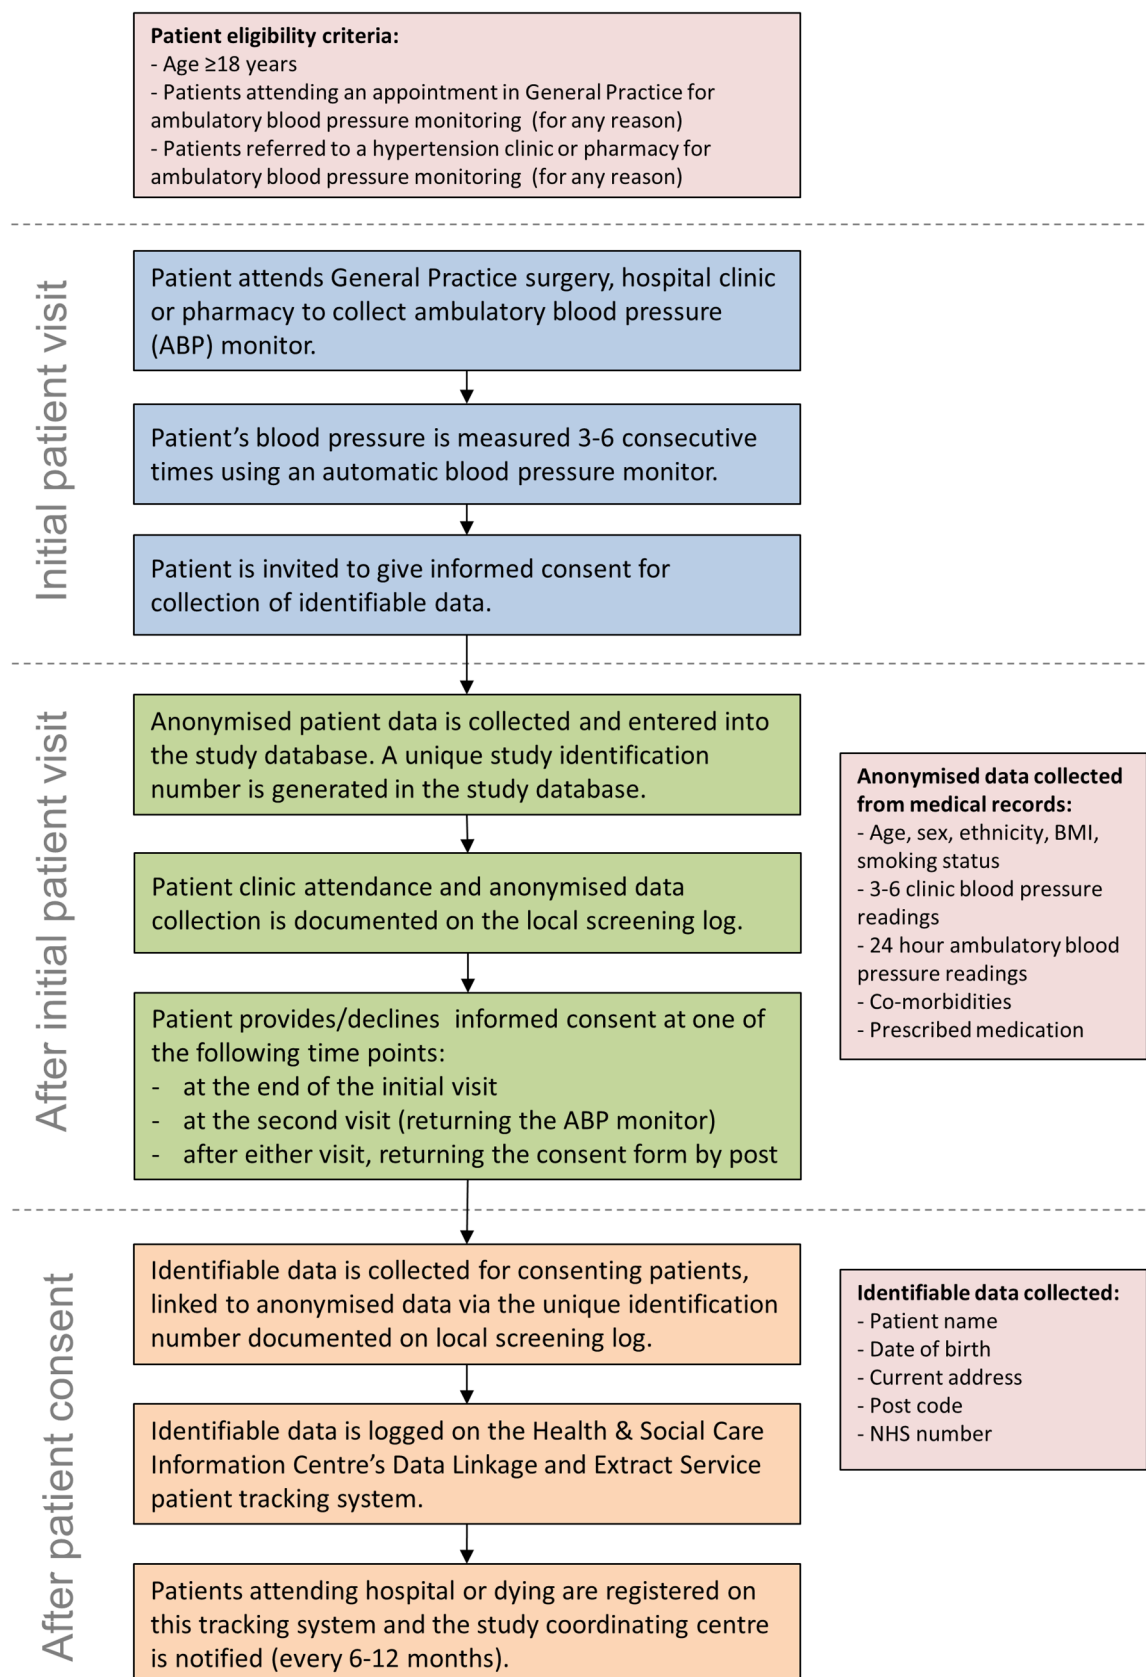 Patient eligibility criteria:
- Age ≥18 years
- Patients attending an appointment in General Practice for
ambulatory blood pressure monitoring  (for any reason)
- Patients referred to a hypertension clinic or pharmacy for
ambulatory blood pressure monitoring  (for any reason)
Initial patient visit
Patient attends General Practice surgery, hospital clinic
or pharmacy to collect ambulatory blood pressure
(ABP) monitor.
Patient’s blood pressure is measured 3-6 consecutive
times using an automatic blood pressure monitor.
Patient is invited to give informed consent for
collection of identifiable data.
After initial patient visit
Anonymised patient data is collected and entered into
the study database. A unique study identification
number is generated in the study database.
Patient clinic attendance and anonymised data
collection is documented on the local screening log.
Patient provides/declines  informed consent at one of
the following time points:
- at the end of the initial visit
- at the second visit (returning the ABP monitor)
- after either visit, returning the consent form by post
Anonymised data collected
from medical records:
- Age, sex, ethnicity, BMI,
smoking status
- 3-6 clinic blood pressure
readings
- 24 hour ambulatory blood
pressure readings
- Co-morbidities
- Prescribed medication
After patient consent
Identifiable data is collected for consenting patients,
linked to anonymised data via the unique identification
number documented on local screening log.
Identifiable data is logged on the Health & Social Care
Information Centre’s Data Linkage and Extract Service
patient tracking system.
Patients attending hospital or dying are registered on
this tracking system and the study coordinating centre
is notified (every 6-12 months).
Identifiable data collected:
- Patient name
- Date of birth
- Current address
- Post code
- NHS number